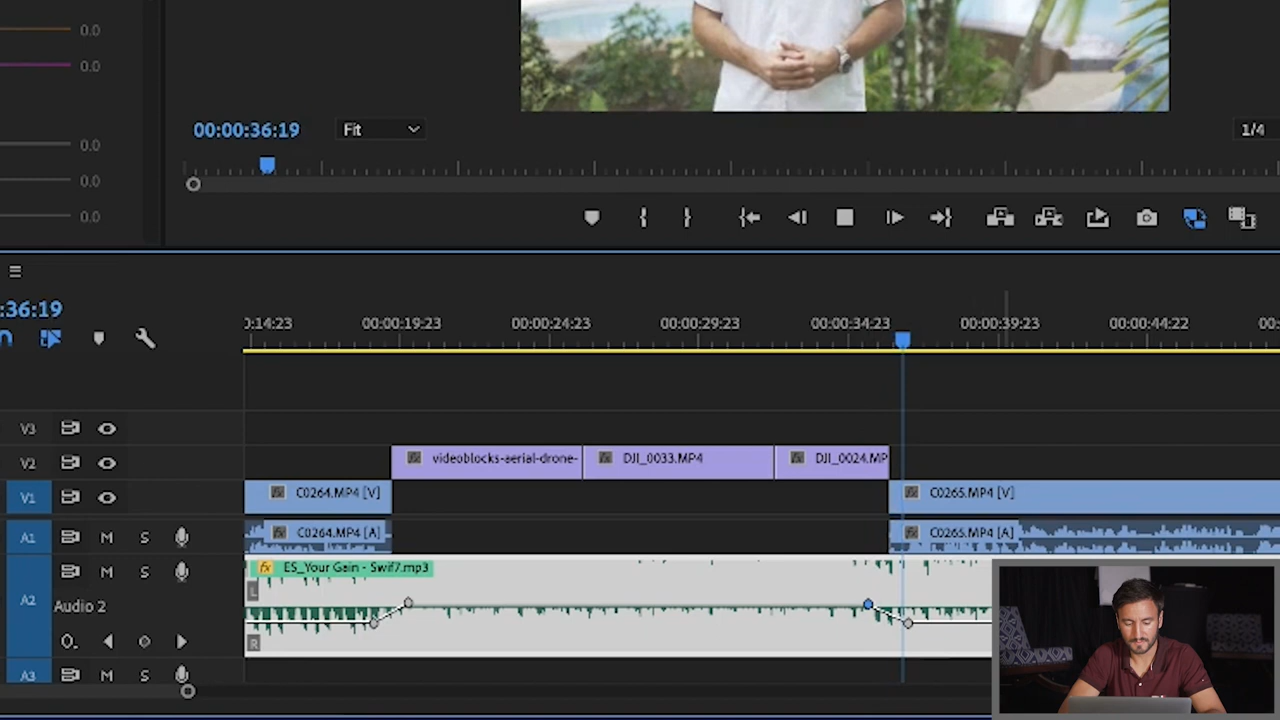 0.0
0.0
0.0
0.0
0.0
00:00:36:19
Fit
1/4
:36:19
0:14:23
00:00:19:23
00:00:24:23
00:00:29:23
00:00:34:23
00:00:39:23
00:00:44:22
00:
V3
V2
videoblocks-aerial-drone-
DJI_0033.MP4
DJI_0024.MP
V1
C0264.MP4 [V]
C0265.MP4 [V]
A1
M S
C0264.MP4 [A]
C0265.MP4 [A]
M S
ES_Your Gain - Swif7.mp3
A2
Audio 2
L
R
A3
M S